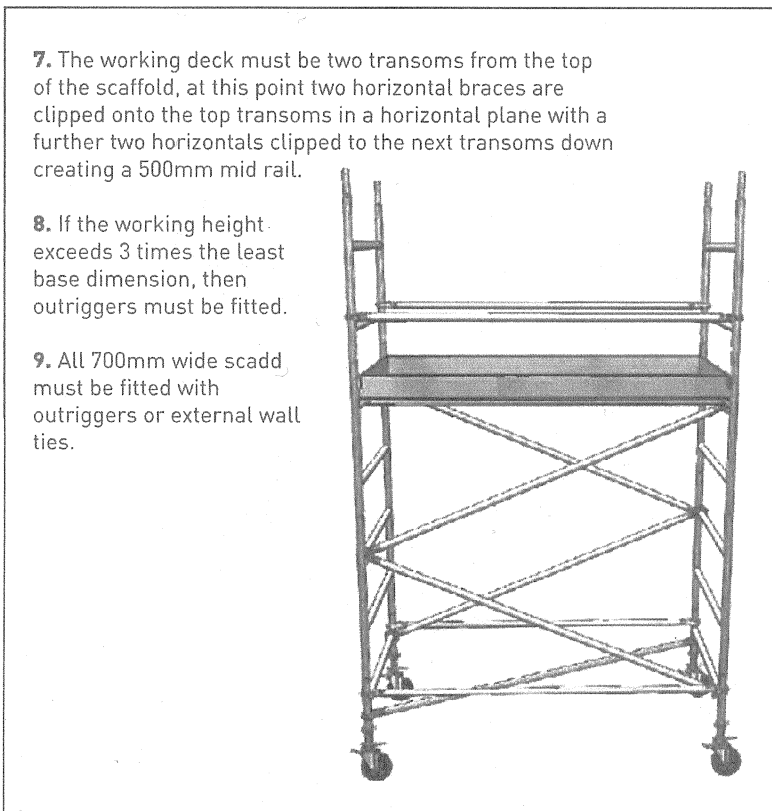 7. The working deck must be two transoms from the top
of the scaffold, at this point two horizontal braces are
clipped onto the top transoms in a horizontal plane with a
further two horizontals clipped to the next transoms down
creating a 500mm mid rail.
8. If the working height
exceeds 3 times the least
base dimension, then
outriggers must be fitted.
9. All 700mm wide scadd
must be fitted with
outriggers or external wall
ties.